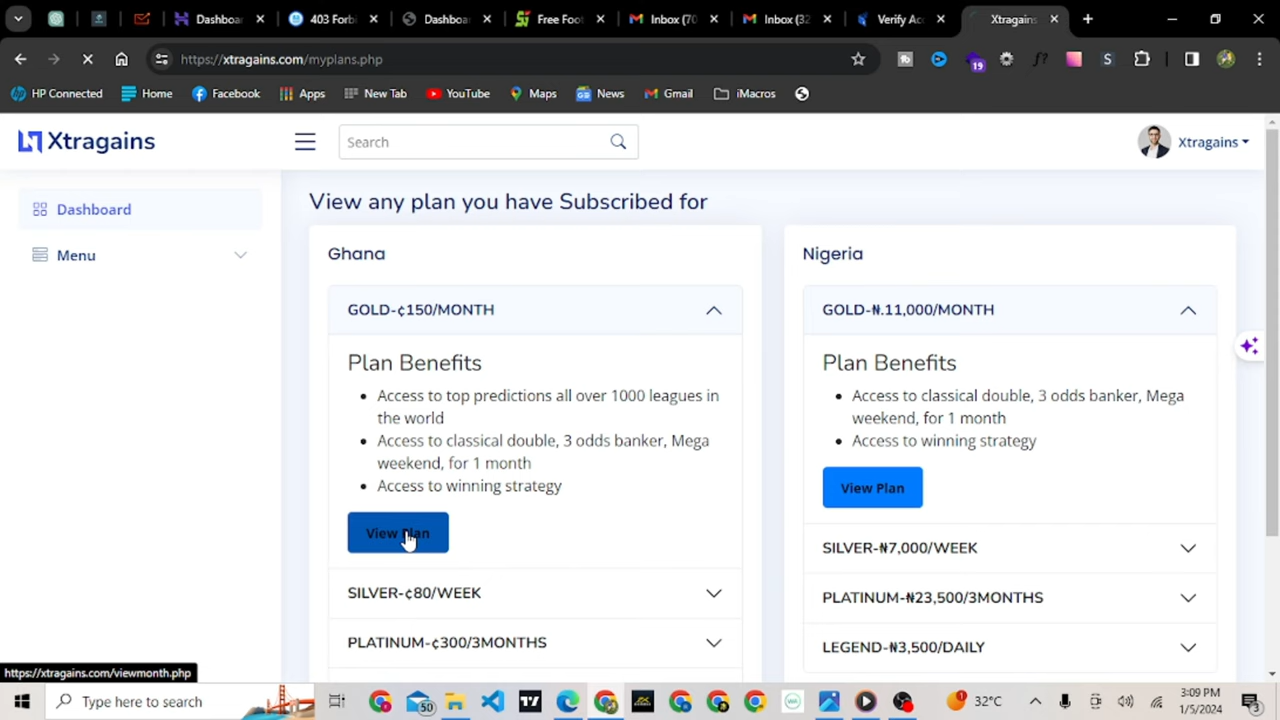 Dashboar
403 Forb
Dashboa
Free Foo
Inbox (70
Inbox (32
Verify Ac
Xtragains
https://xtragains.com/myplans.php
19
HP Connected
Home
Facebook
Apps
New Tab
YouTube
Maps
News
Gmail
iMacros
Xtragains
Search
Xtragains
Dashboard
Menu
View any plan you have Subscribed for
Ghana
GOLD-¢150/MONTH
Plan Benefits
Access to top predictions all over 1000 leagues in
the world
Access to classical double, 3 odds banker, Mega
weekend, for 1 month
Access to winning strategy
View Plan
SILVER-¢80/WEEK
PLATINUM-¢300/3MONTHS
Nigeria
GOLD-₦.11,000/MONTH
Plan Benefits
Access to classical double, 3 odds banker, Mega
weekend, for 1 month
Access to winning strategy
View Plan
SILVER-₦7,000/WEEK
PLATINUM-₦23,500/3MONTHS
LEGEND-₦3,500/DAILY
https://xtragains.com/viewmonth.php
Type here to search
50
32°C
3:09 PM
1/5/2024
3